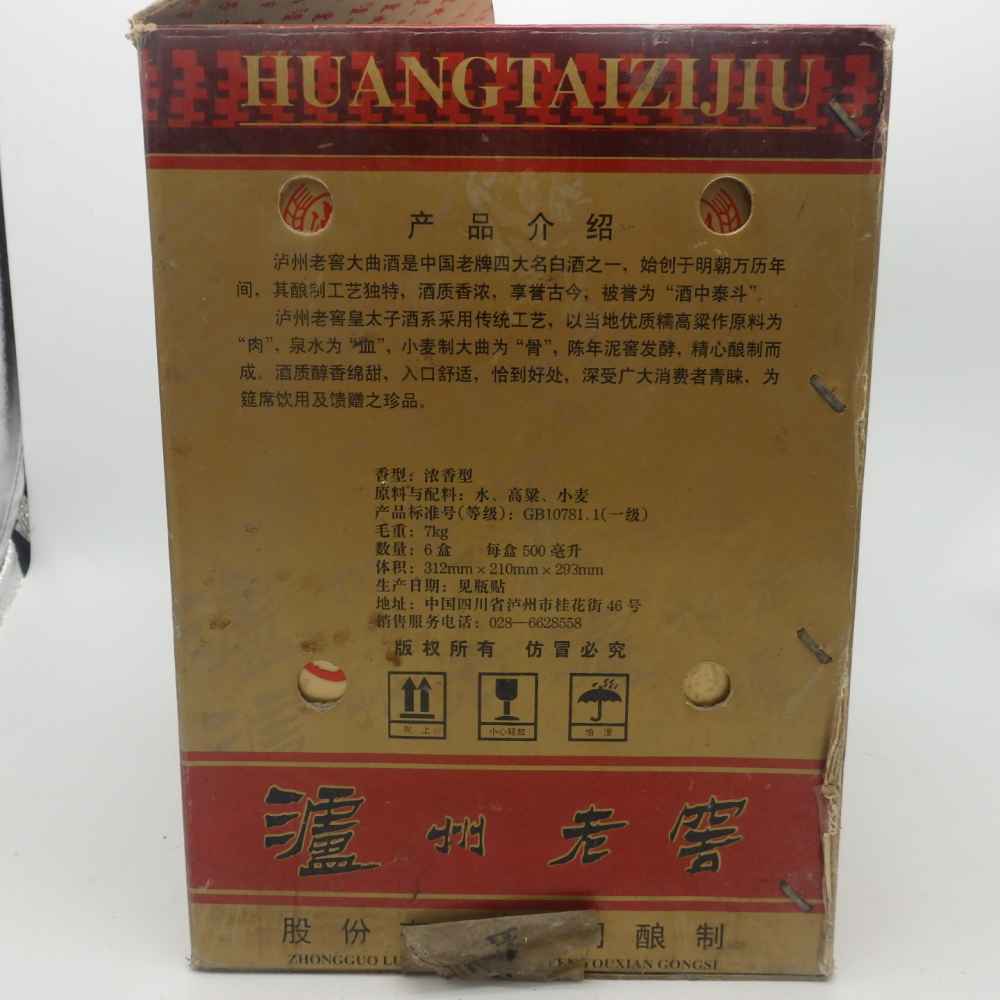 HUANGTAIZIJIU
产品介绍
泸州老窖大曲酒是中国老牌四大名白酒之一，始创于明朝万历年
间，其酿制工艺独特，酒质香浓，享誉古今，被誉为“酒中泰斗”。
泸州老窖皇太子酒系采用传统工艺，以当地优质糯高粱作原料为
“肉”，泉水为“血”，小麦制大曲为“骨”，陈年泥窖发酵，精心酿制而
成。酒质醇香绵甜，入口舒适，恰到好处，深受广大消费者青睐，为
筵席饮用及馈赠之珍品。
香型：浓香型
原料与配料：水、高粱、小麦
产品标准号(等级)：GB10781.1(一级)
毛重：7kg
数量：6盒 每盒500毫升
体积：312mm×210mm×293mm
生产日期：见瓶贴
地址：中国四川省泸州市桂花街46号
销售服务电话：028—6628558
版权所有 仿冒必究
向上 小心轻放 怕湿
瀘州老窖
股份 酿制
ZHONGGUO YOUXIAN GONGSI